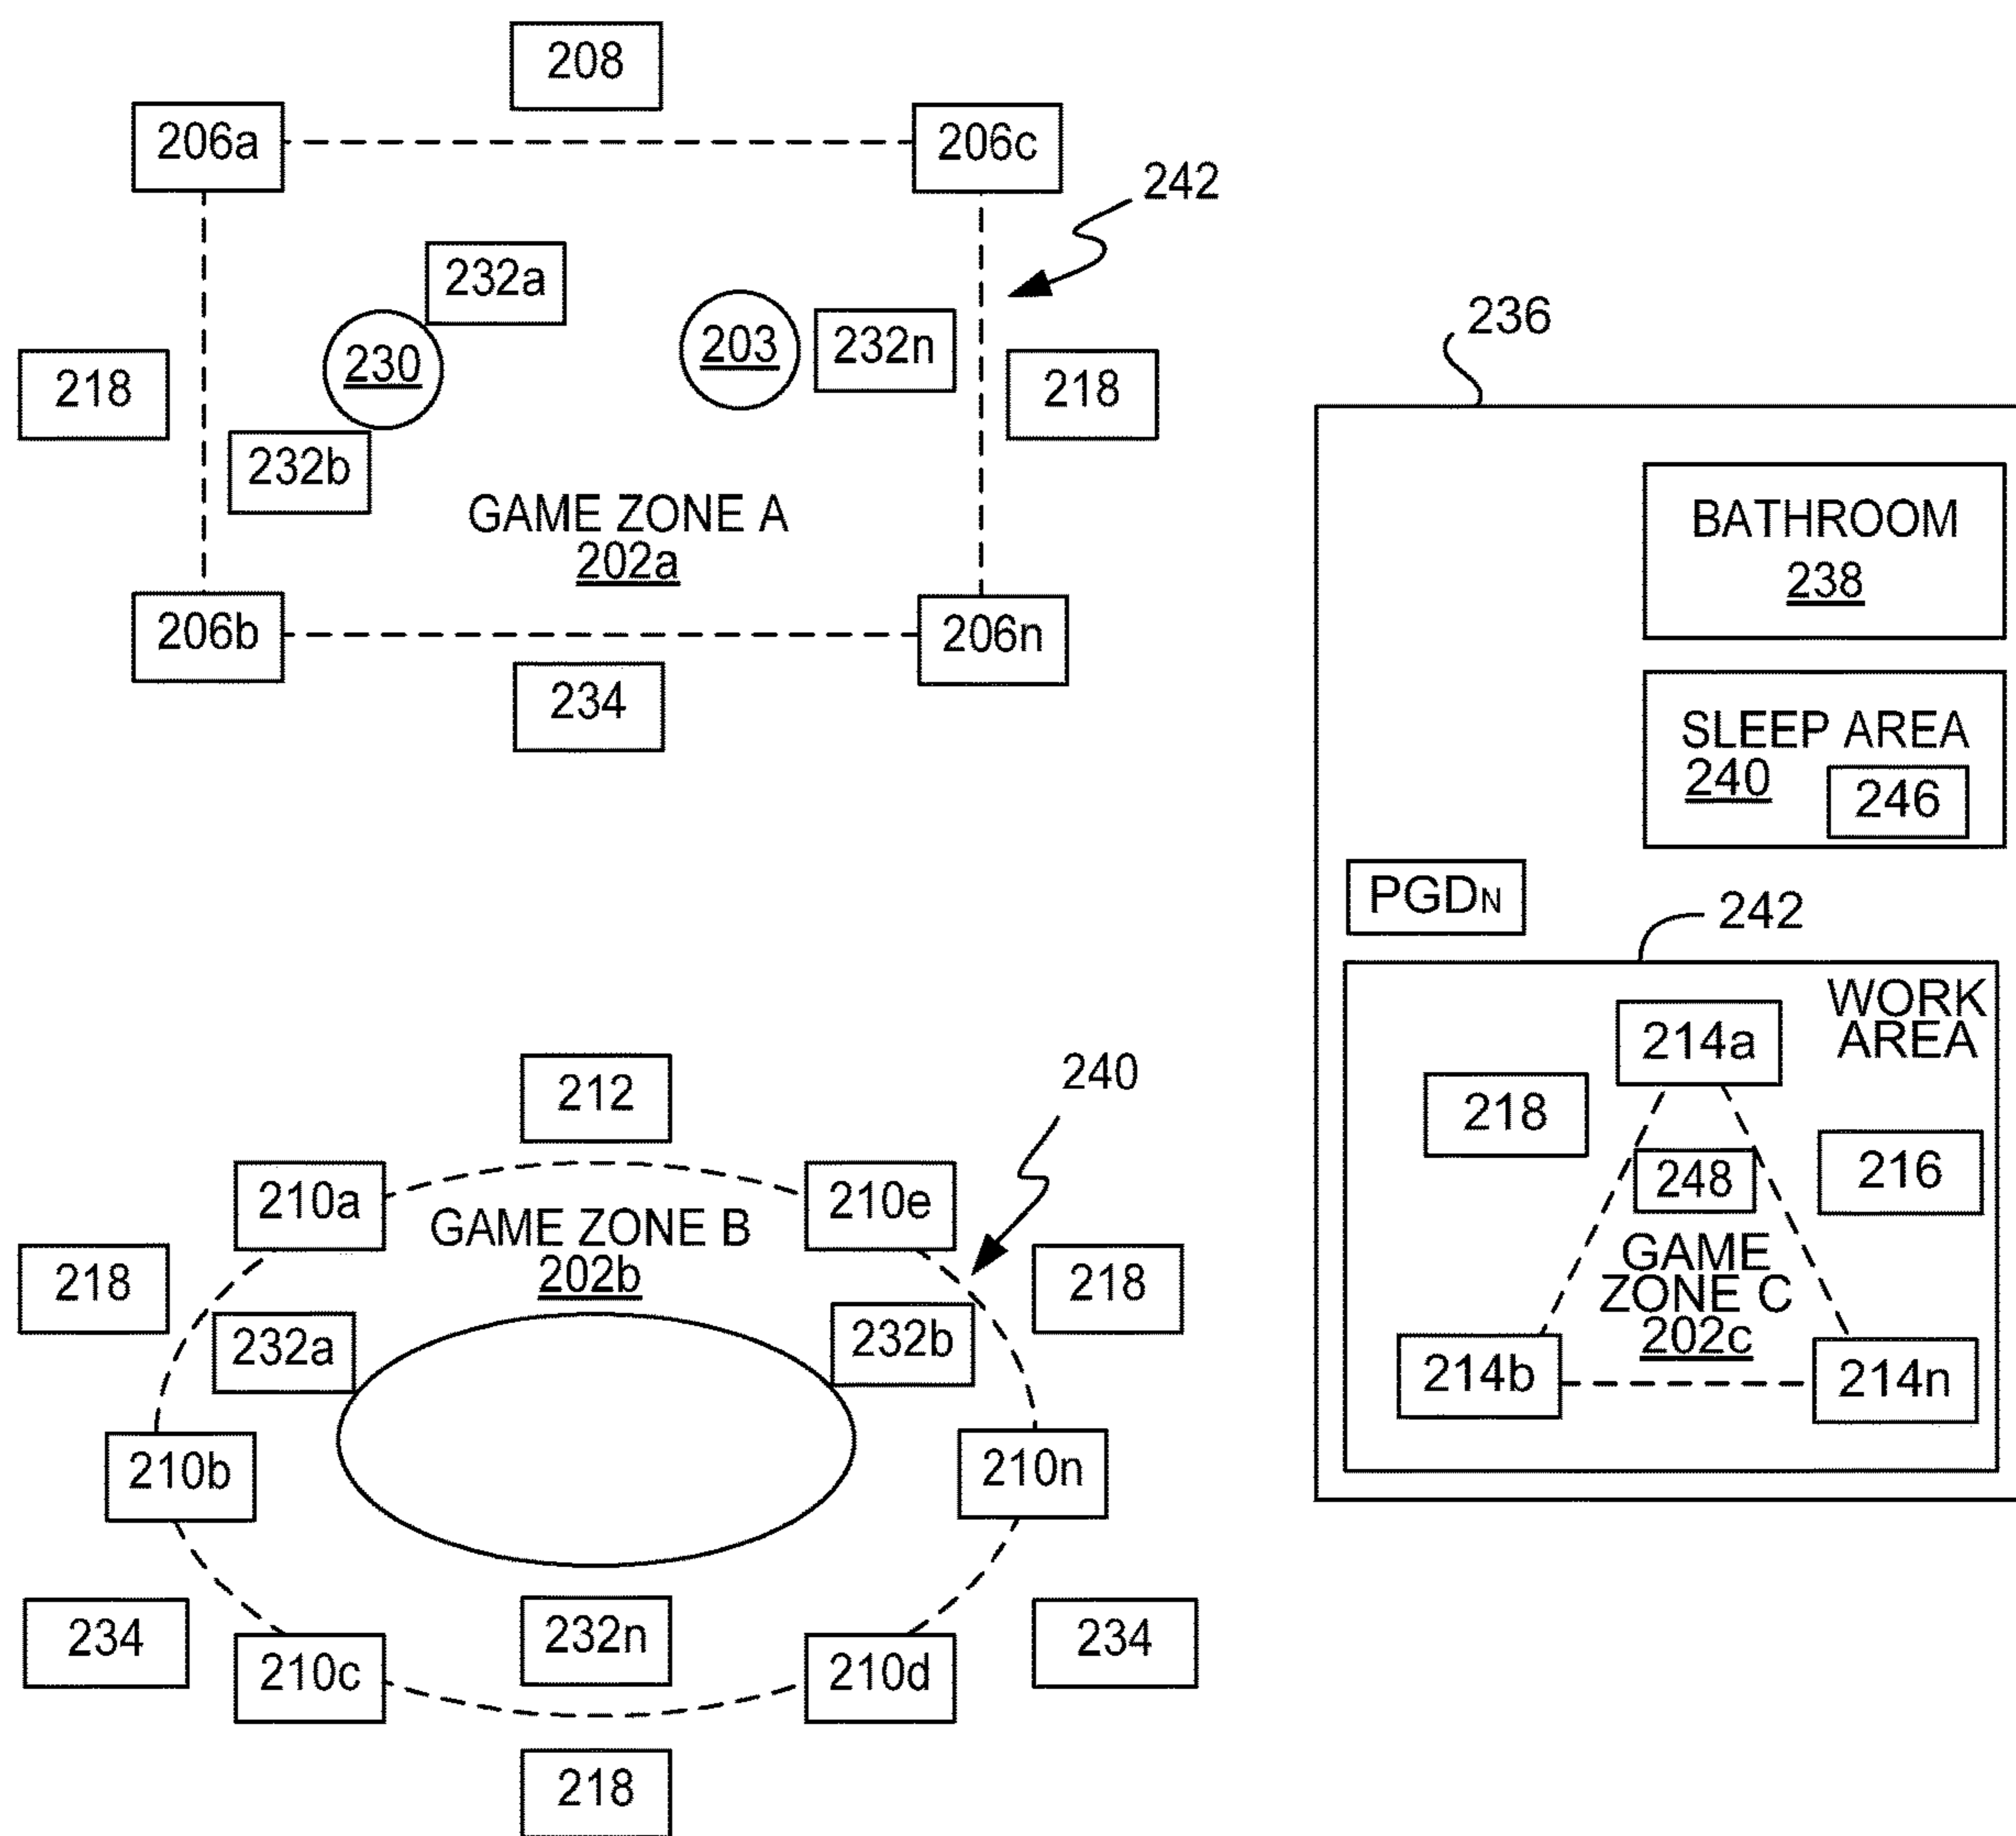 208
206a
206c
242
232a
230
203
232n
218
218
232b
GAME ZONE A
202a
206b
206n
234
236
BATHROOM
238
SLEEP AREA
240
246
PGDN
242
WORK
AREA
214a
218
216
248
GAME
ZONE C
202c
214b
214n
212
240
210a
210e
GAME ZONE B
202b
218
218
232a
232b
210b
210n
234
232n
234
210c
210d
218